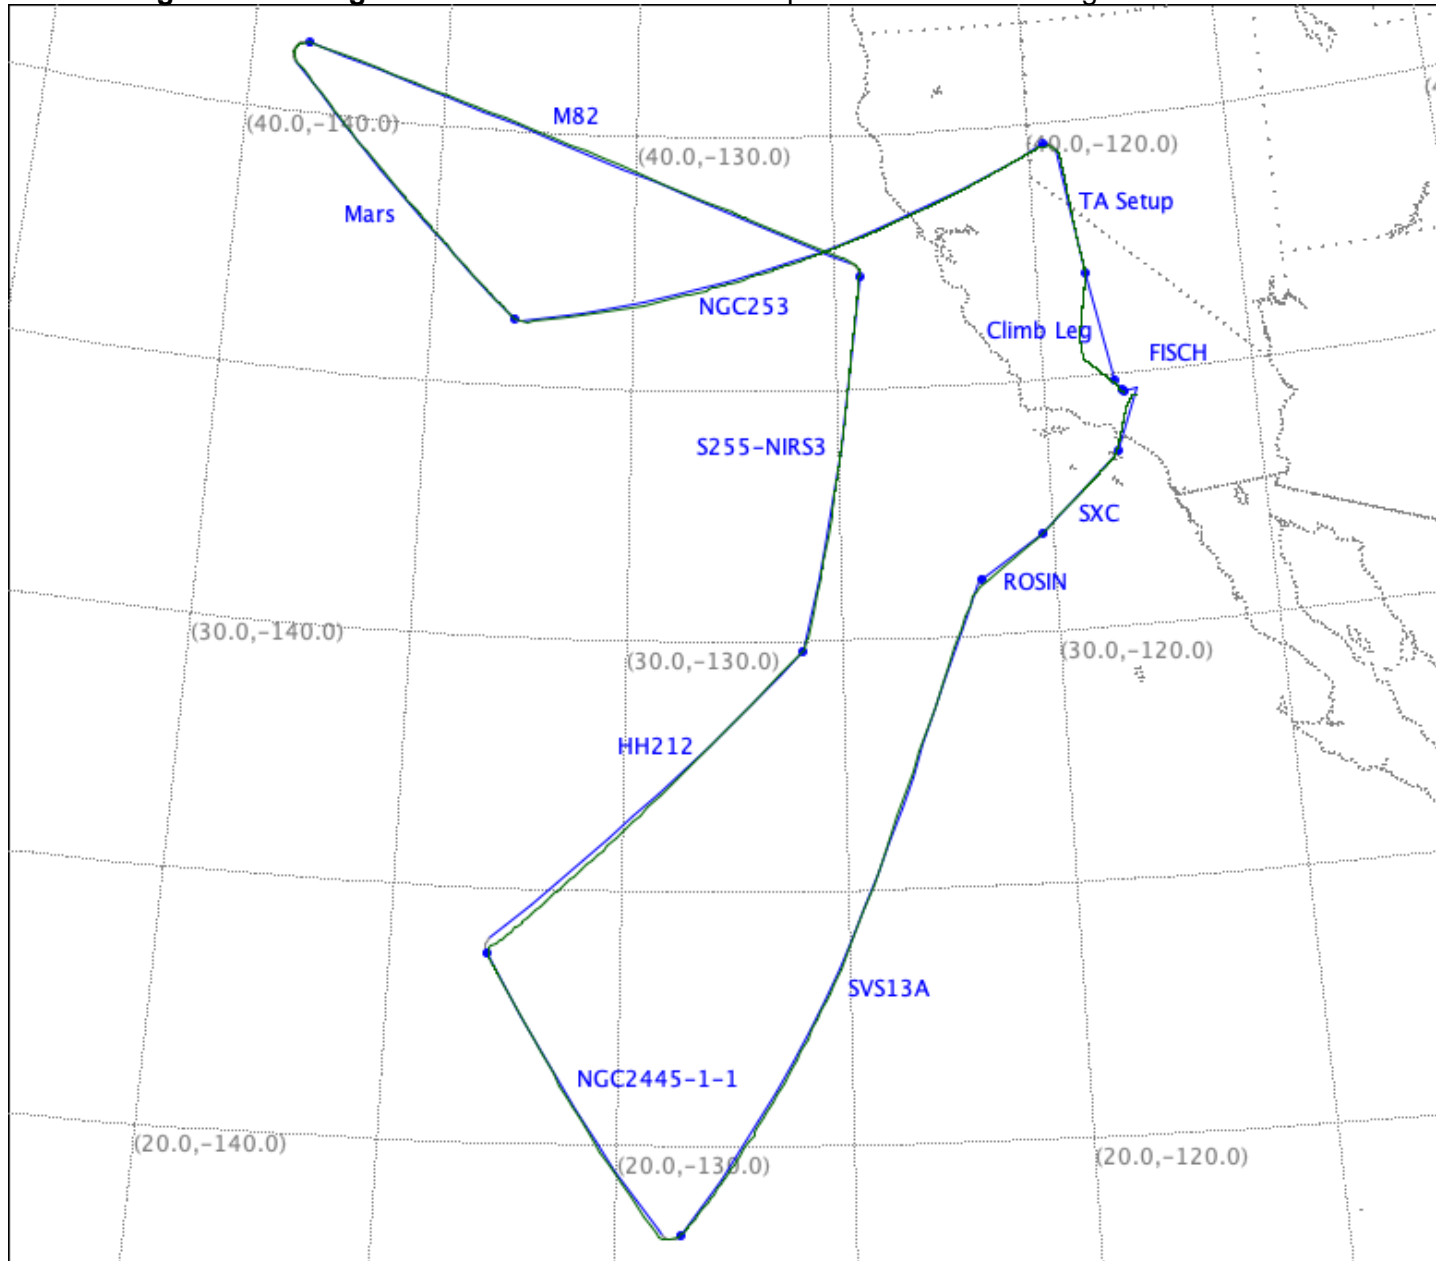 M82
(40.0,-140.0)
(40.0,-130.0)
(40.0,-120.0)
TA Setup
Mars
NGC253
Climb Leg
FISCH
S255-NIRS3
SXC
ROSIN
(30.0,-140.0)
(30.0,-130.0)
(30.0,-120.0)
HH212
SVS13A
NGC2445-1-1
(20.0,-140.0)
(20.0,-130.0)
(20.0,-120.0)